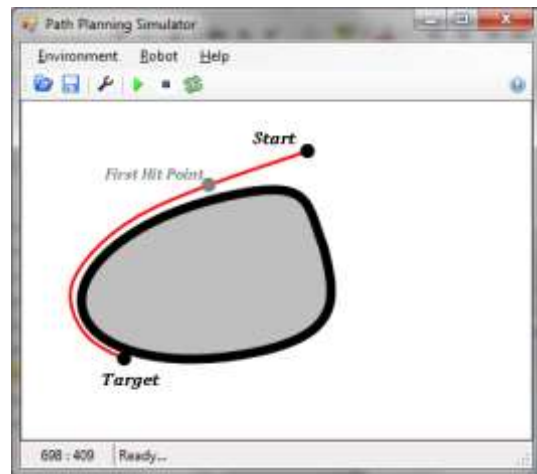 Path Planning Simulator
Environment Robot Help
Start
First Hit Point
Target
698 : 409 Ready...